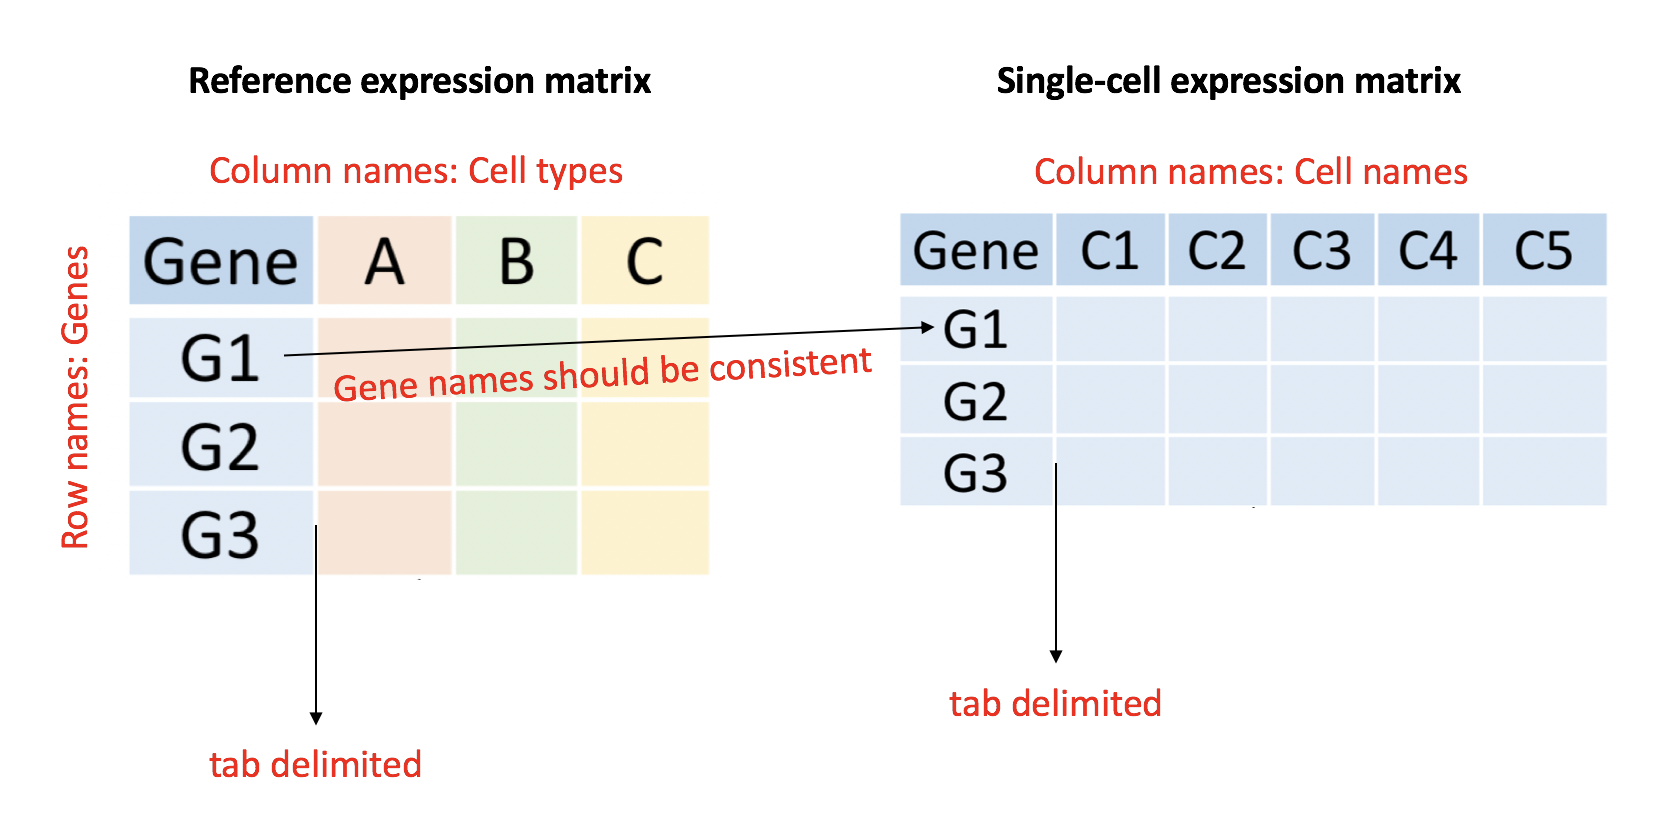 Reference expression matrix
Column names: Cell types
Row names: Genes
Gene A B C
G1
G2
G3
Gene names should be consistent
tab delimited
Single-cell expression matrix
Column names: Cell names
Gene C1 C2 C3 C4 C5
G1
G2
G3
tab delimited